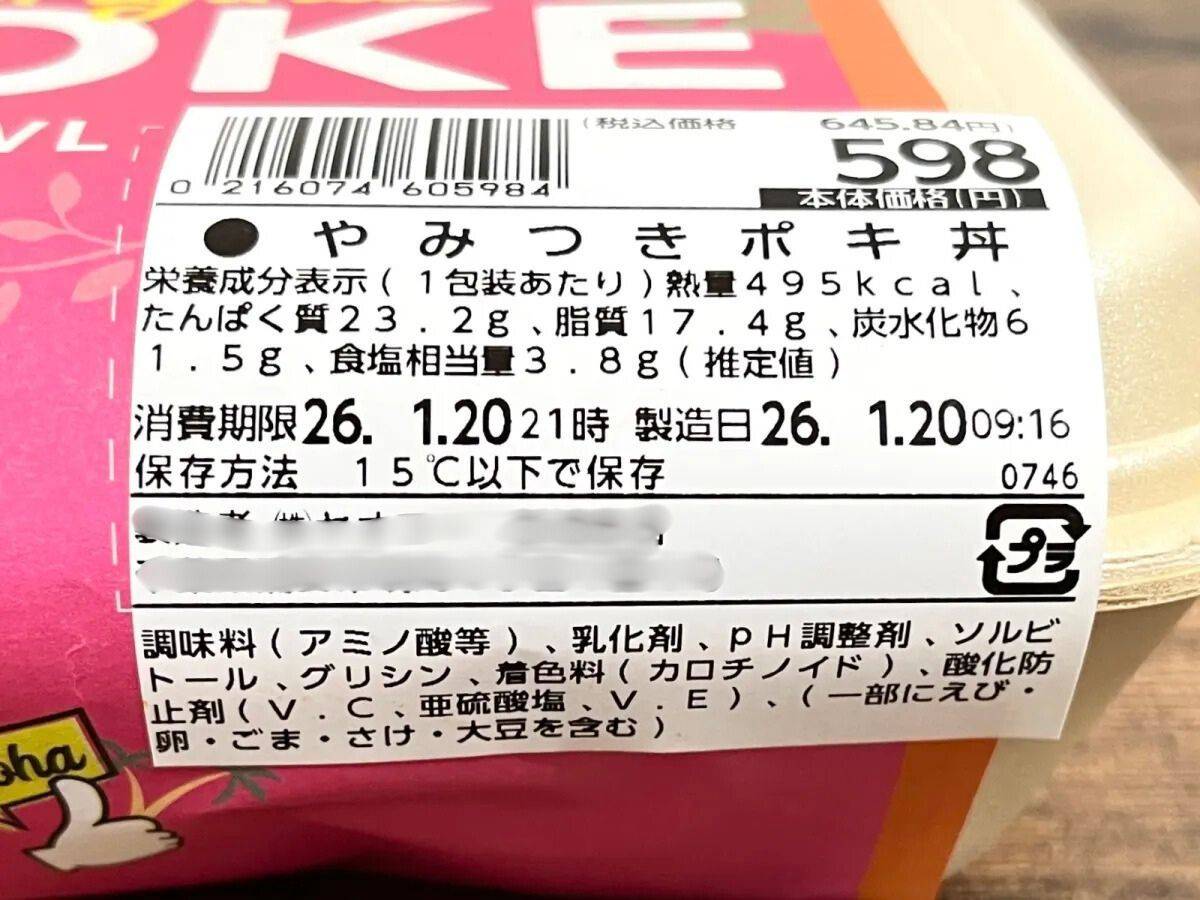 OKE
WL
(税込価格 645.84円)
0 216074 605984
598
本体価格(円)
● やみつきポキ丼
栄養成分表示(1包装あたり)熱量495kcal、
たんぱく質23.2g、脂質17.4g、炭水化物6
1.5g、食塩相当量3.8g(推定値)
消費期限26. 1.20 21時 製造日26. 1.20 09:16
保存方法 15℃以下で保存
0746
プラ
調味料(アミノ酸等)、乳化剤、pH調整剤、ソルビ
トール、グリシン、着色料(カロチノイド)、酸化防
止剤(V.C、亜硫酸塩、V.E)、(一部にえび・
卵・ごま・さけ・大豆を含む)
oha